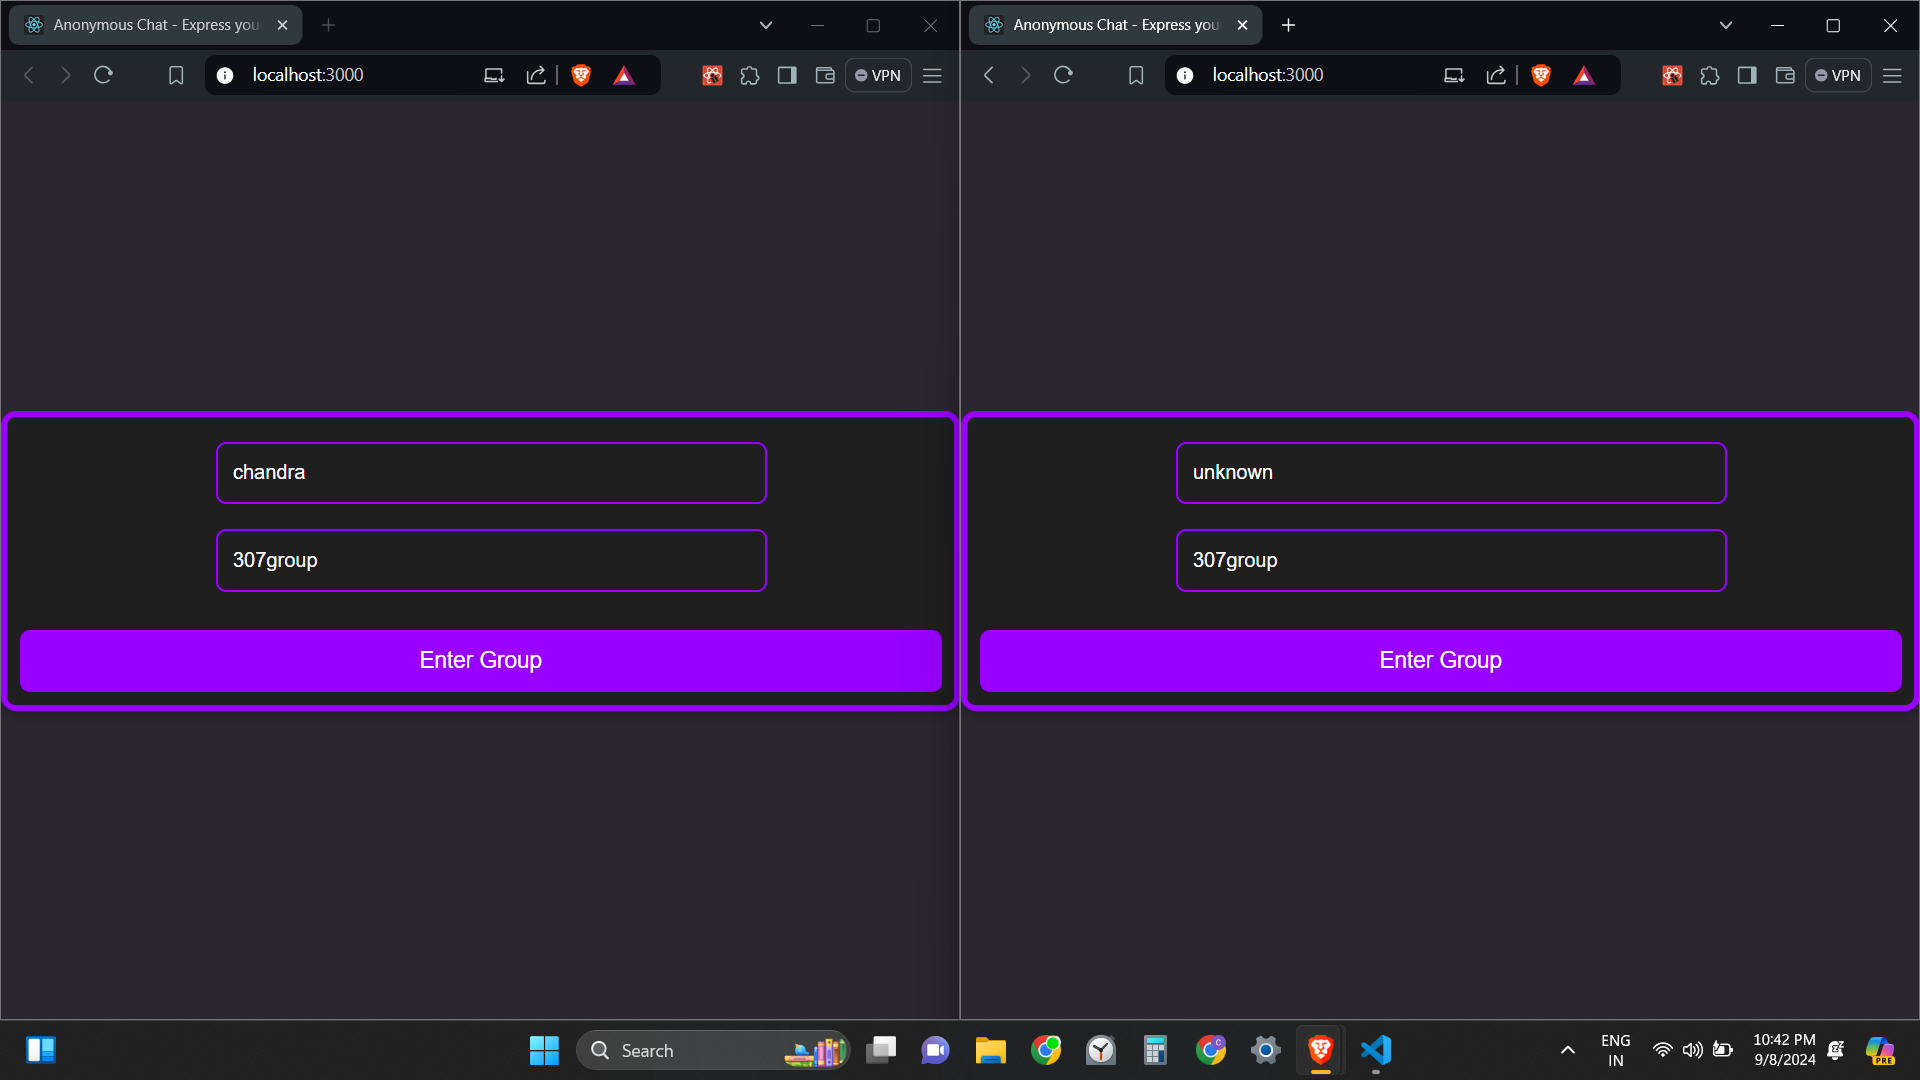 Anonymous Chat - Express you
localhost:3000
VPN
chandra
307group
Enter Group
Anonymous Chat - Express you
localhost:3000
VPN
unknown
307group
Enter Group
Search
ENG
IN
10:42 PM
9/8/2024
PRE